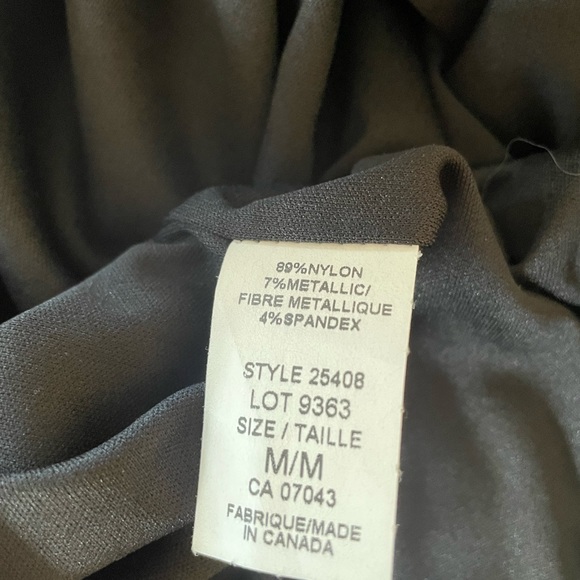 89%NYLON
7%METALLIC/
FIBRE METALLIQUE
4%SPANDEX
STYLE 25408
LOT 9363
SIZE / TAILLE
M/M
CA 07043
FABRIQUE/MADE
IN CANADA